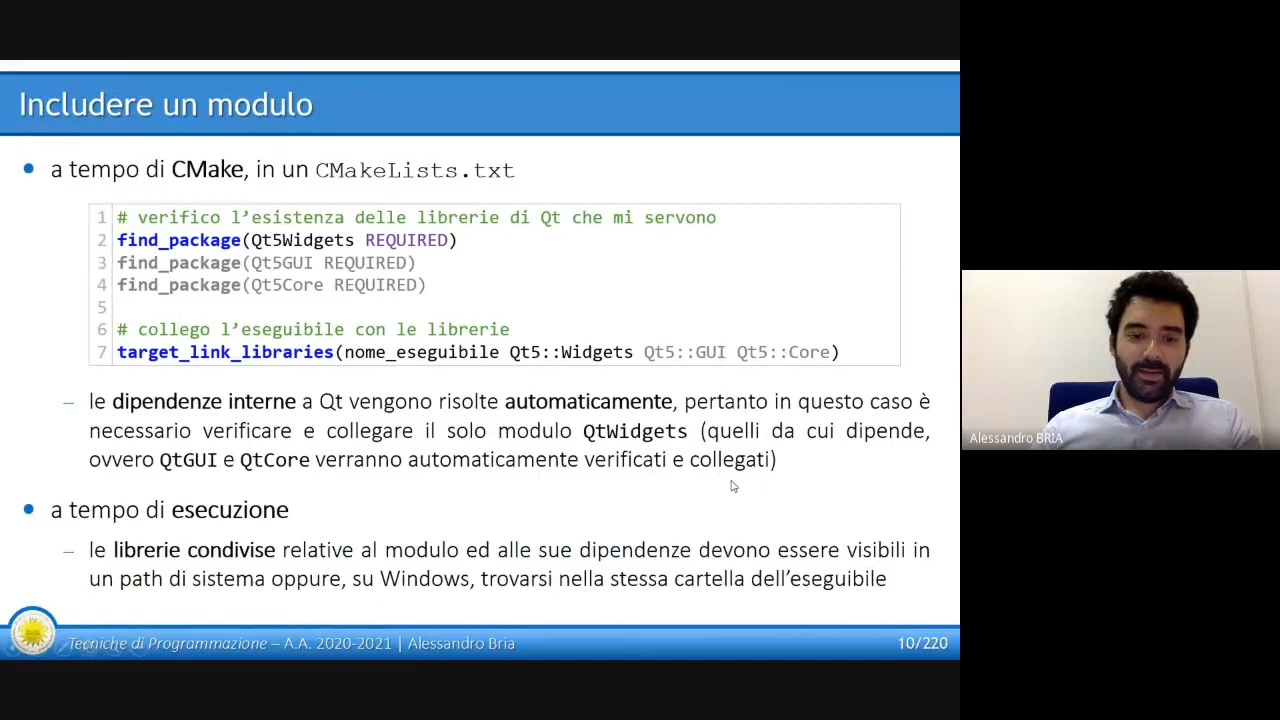 Includere un modulo
a tempo di CMake, in un CMakeLists.txt
1 # verifico l’esistenza delle librerie di Qt che mi servono
2 find_package(Qt5Widgets REQUIRED)
3 find_package(Qt5GUI REQUIRED)
4 find_package(Qt5Core REQUIRED)
5
6 # collego l’eseguibile con le librerie
7 target_link_libraries(nome_eseguibile Qt5::Widgets Qt5::GUI Qt5::Core)
– le dipendenze interne a Qt vengono risolte automaticamente, pertanto in questo caso è
necessario verificare e collegare il solo modulo QtWidgets (quelli da cui dipende,
ovvero QtGUI e QtCore verranno automaticamente verificati e collegati)
a tempo di esecuzione
– le librerie condivise relative al modulo ed alle sue dipendenze devono essere visibili in
un path di sistema oppure, su Windows, trovarsi nella stessa cartella dell’eseguibile
Tecniche di Programmazione – A.A. 2020-2021 | Alessandro Bria
10/220
Alessandro BRIA